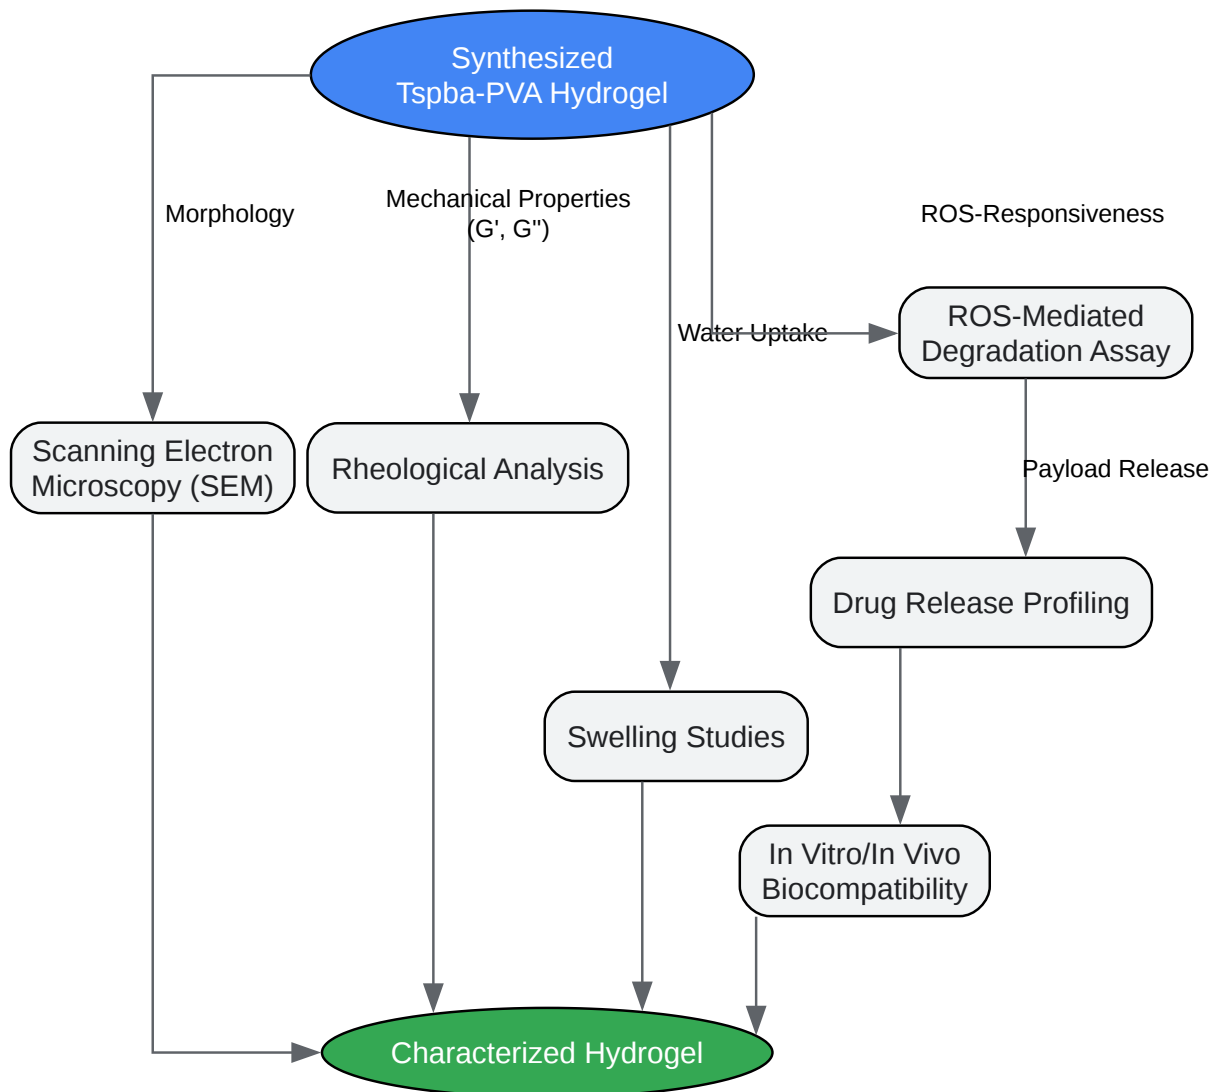 Synthesized
Tspba-PVA Hydrogel
Morphology
Mechanical Properties
(G', G'')
ROS-Responsiveness
Water Uptake
ROS-Mediated
Degradation Assay
Scanning Electron
Microscopy (SEM)
Rheological Analysis
Payload Release
Drug Release Profiling
Swelling Studies
In Vitro/In Vivo
Biocompatibility
Characterized Hydrogel